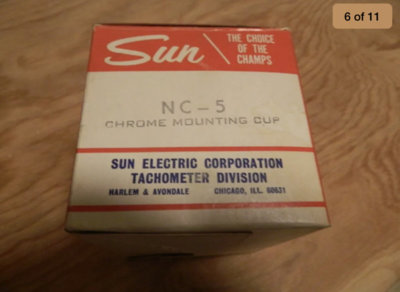 6 of 11
Sun
THE CHOICE
OF THE
CHAMPS
NC-5
CHROME MOUNTING CUP
SUN ELECTRIC CORPORATION
TACHOMETER DIVISION
HARLEM & AVONDALE CHICAGO, ILL. 60631